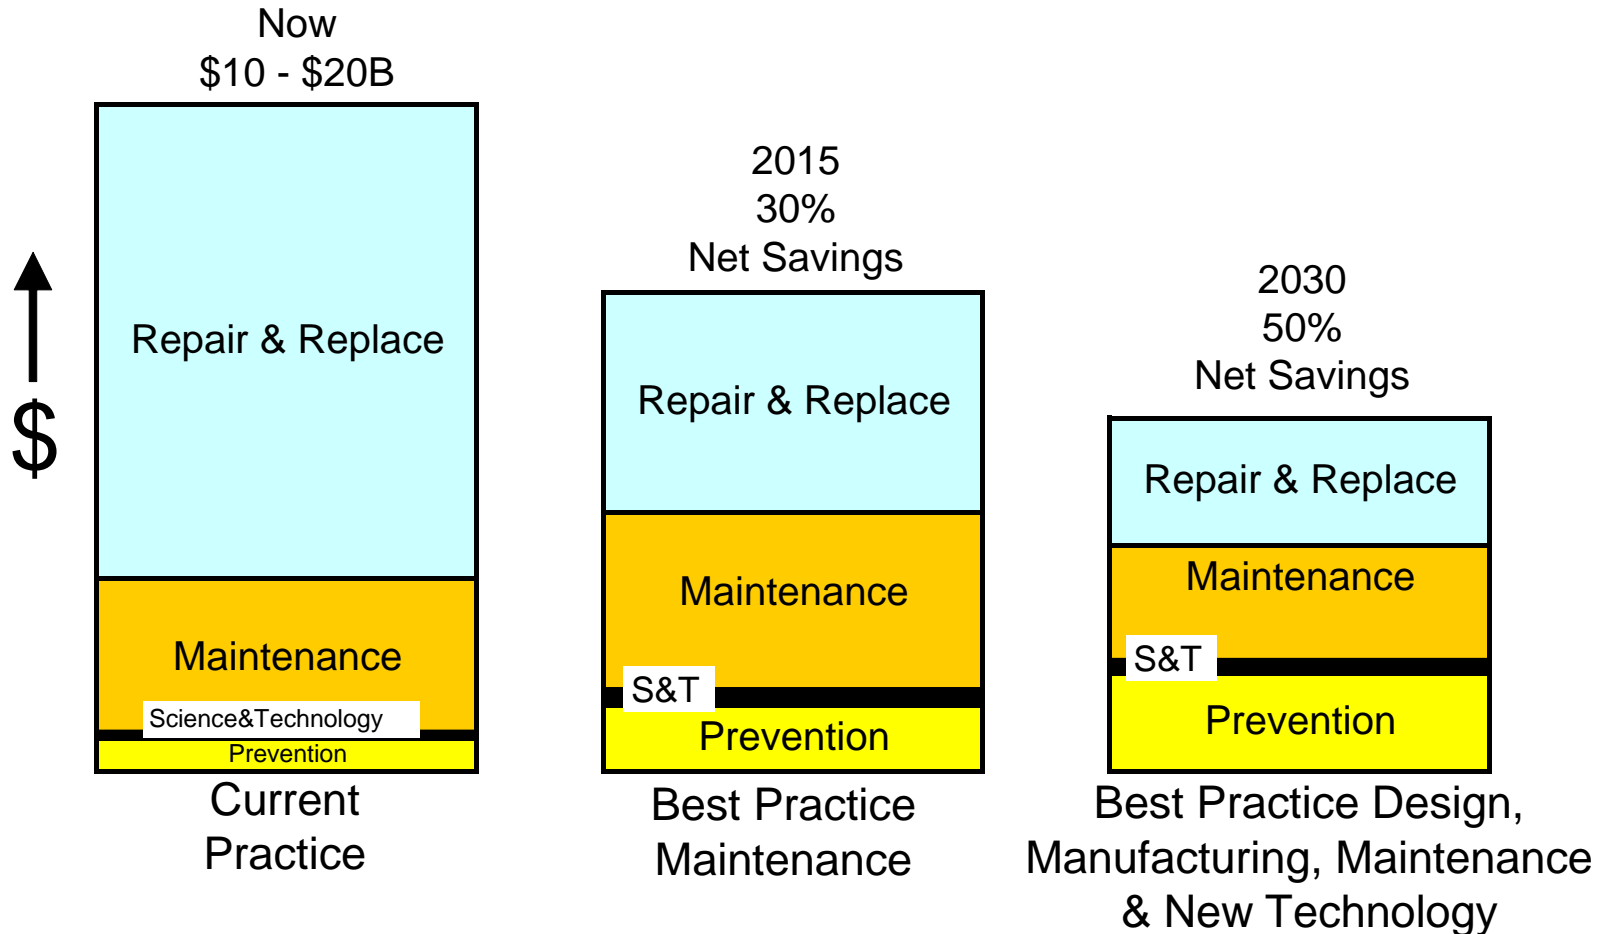 Now
$10 - $20B
Repair & Replace
Maintenance
Science&Technology
Prevention
Current
Practice
$
2015
30%
Net Savings
Repair & Replace
Maintenance
S&T
Prevention
Best Practice
Maintenance
2030
50%
Net Savings
Repair & Replace
Maintenance
S&T
Prevention
Best Practice Design,
Manufacturing, Maintenance
& New Technology